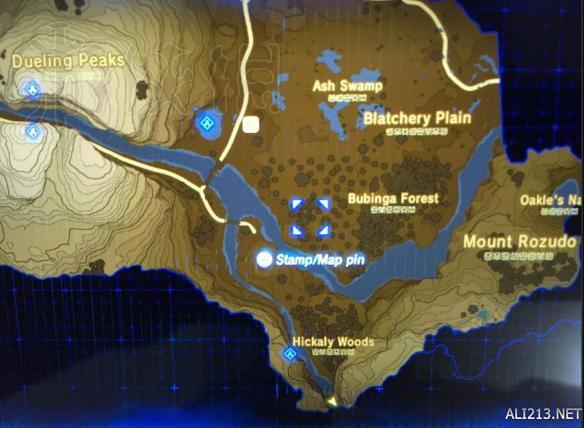 Dueling Peaks
Ash Swamp
Blatchery Plain
Bubinga Forest
Oakle's Na
Mount Rozudo
Stamp/Map pin
Hickaly Woods
ALI213.NET